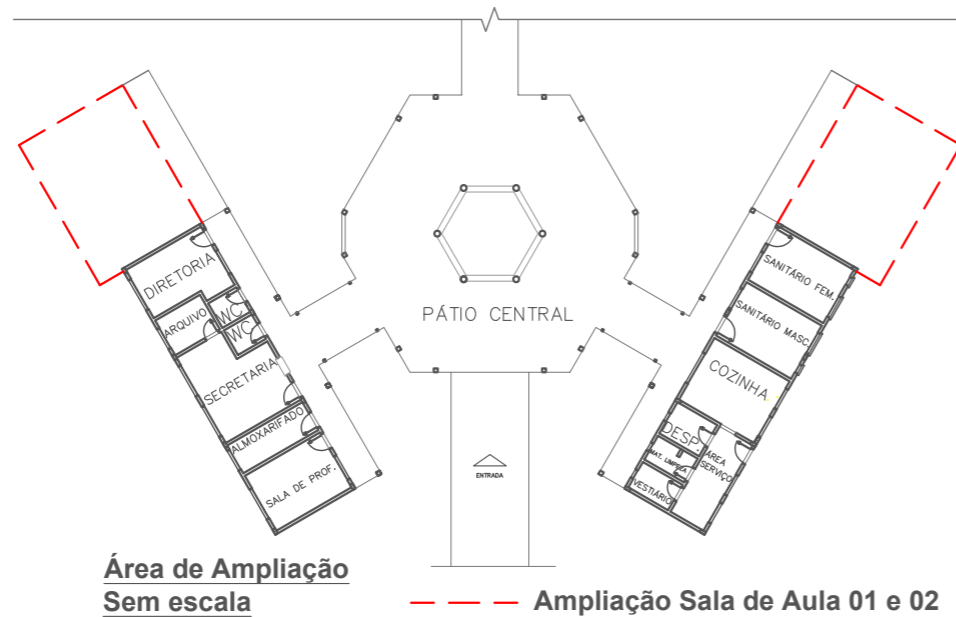 DIRETORIA
WC
ARQUIVO
WC
SECRETARIA
ALMOXARIFADO
SALA DE PROF.
PÁTIO CENTRAL
ENTRADA
SANITÁRIO FEM.
SANITÁRIO MASC.
COZINHA
DESP.
MAT. LIMPEZA
ÁREA
SERVIÇO
VESTIÁRIO
Área de Ampliação
Sem escala
Ampliação Sala de Aula 01 e 02